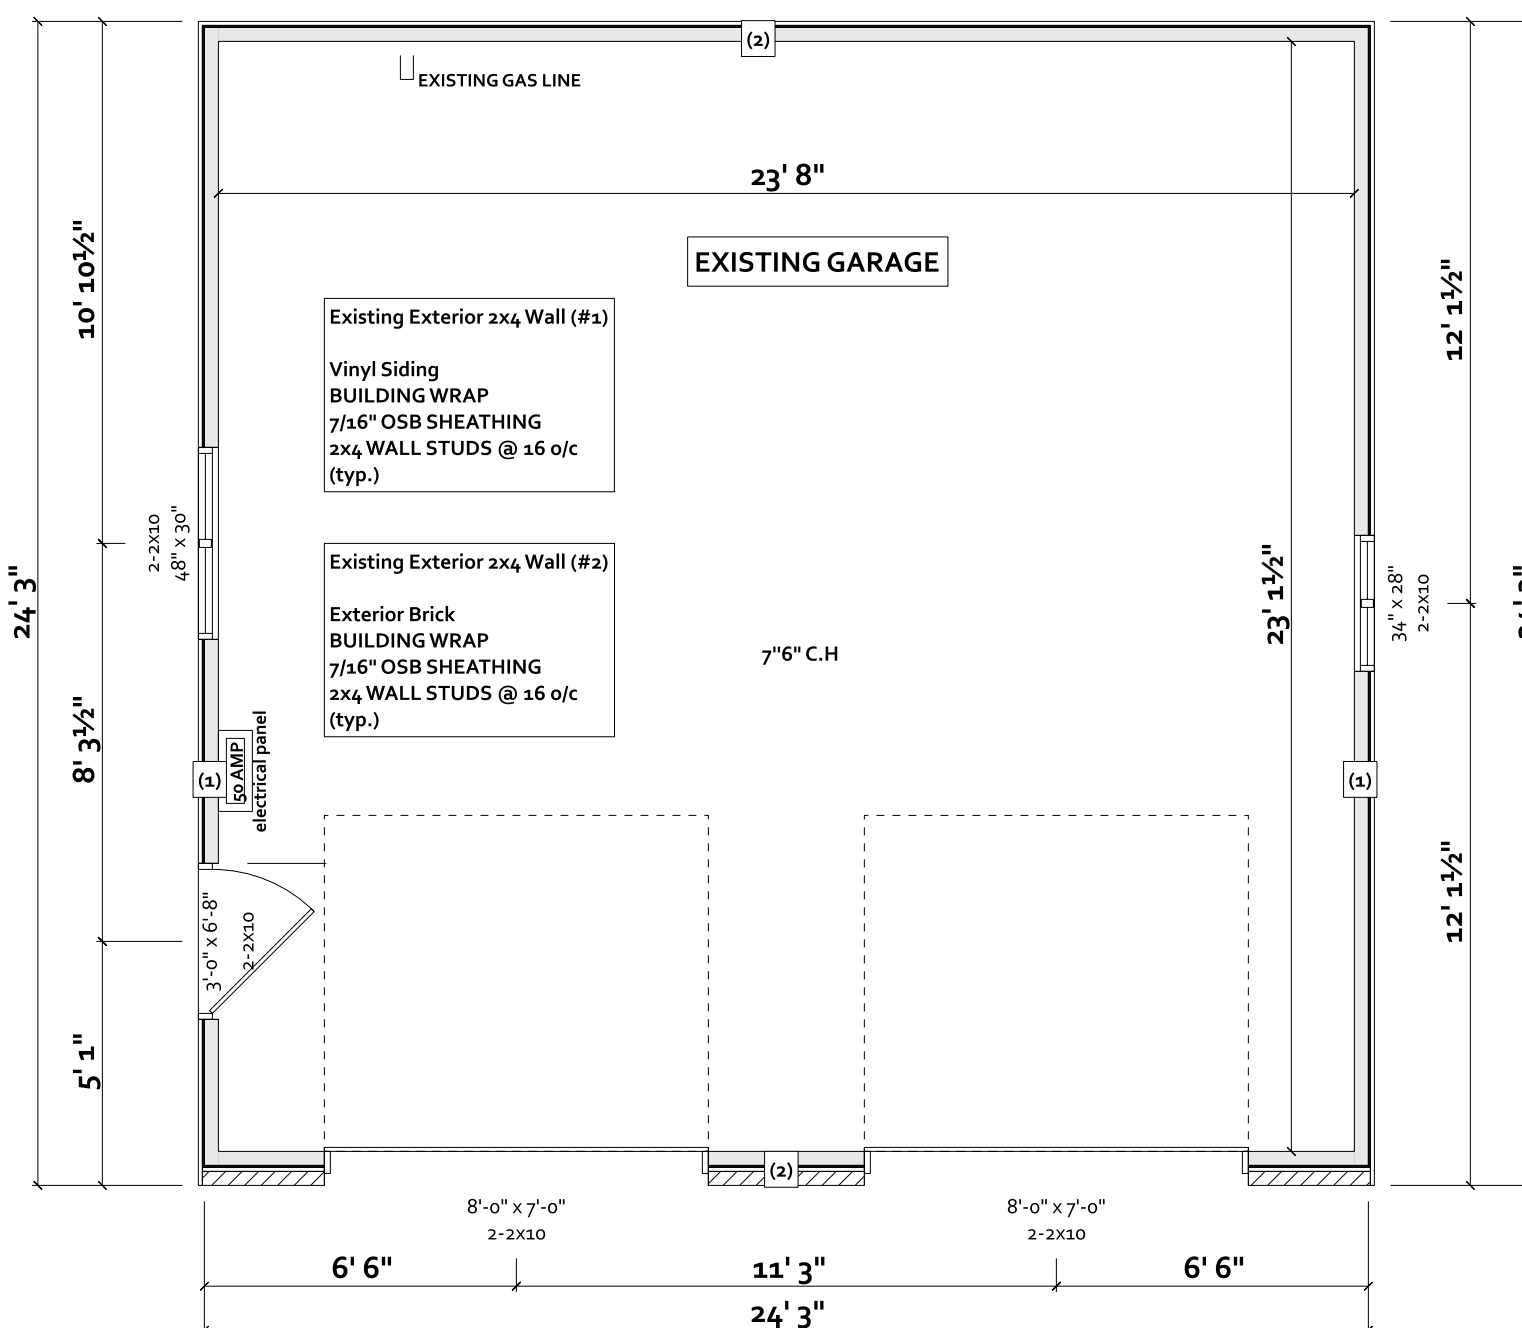 (2)
EXISTING GAS LINE
23' 8"
10' 10½"
EXISTING GARAGE
12' 1½"
Existing Exterior 2x4 Wall (#1)
Vinyl Siding
BUILDING WRAP
7/16" OSB SHEATHING
2x4 WALL STUDS @ 16 o/c
(typ.)
2-2X10
48" x 30"
24' 3"
Existing Exterior 2x4 Wall (#2)
Exterior Brick
BUILDING WRAP
7/16" OSB SHEATHING
2x4 WALL STUDS @ 16 o/c
(typ.)
23' 1½"
34" x 28"
2-2X10
7"6" C.H
8' 3½"
(1)
50 AMP
electrical panel
(1)
12' 1½"
3'-0" x 6'-8"
2-2X10
5' 1"
(2)
8'-0" x 7'-0"
2-2X10
8'-0" x 7'-0"
2-2X10
6' 6"
11' 3"
6' 6"
24' 3"